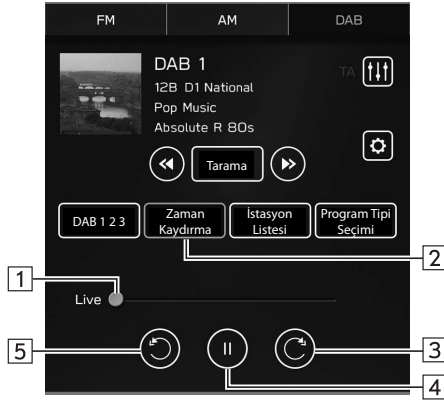 FM AM DAB
DAB 1
TA
12B D1 National
Pop Music
Absolute R 80s
Tarama
DAB 1 2 3
Zaman
Kaydırma
İstasyon
Listesi
Program Tipi
Seçimi
2
1
Live
5
3
4